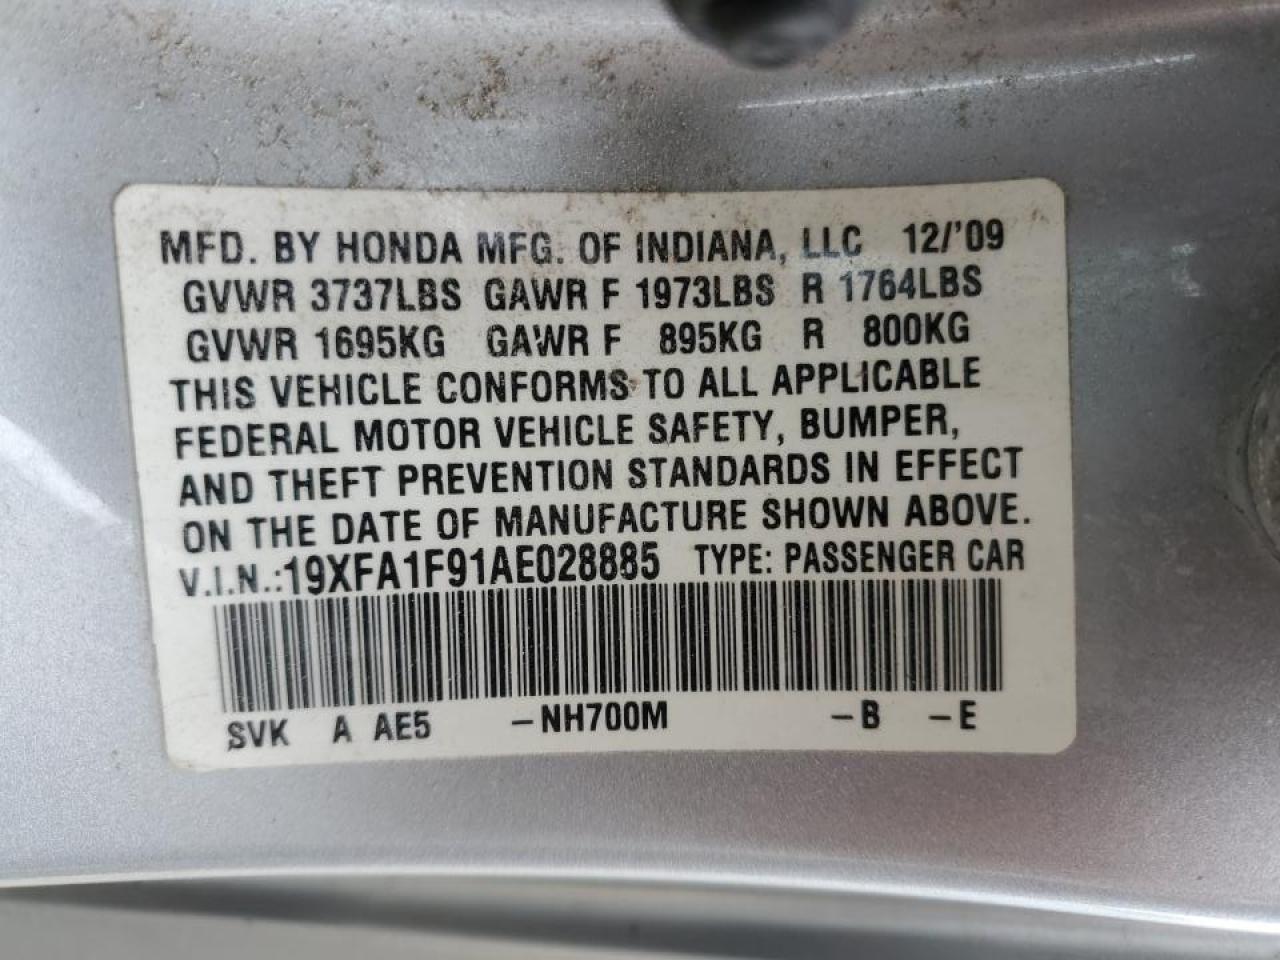 MFD. BY HONDA MFG. OF INDIANA, LLC 12/'09
GVWR 3737LBS GAWR F 1973LBS R 1764LBS
GVWR 1695KG GAWR F 895KG R 800KG
THIS VEHICLE CONFORMS TO ALL APPLICABLE
FEDERAL MOTOR VEHICLE SAFETY, BUMPER,
AND THEFT PREVENTION STANDARDS IN EFFECT
ON THE DATE OF MANUFACTURE SHOWN ABOVE.
V.I.N.:19XFA1F91AE028885 TYPE: PASSENGER CAR
SVK A AE5 -NH700M -B -E